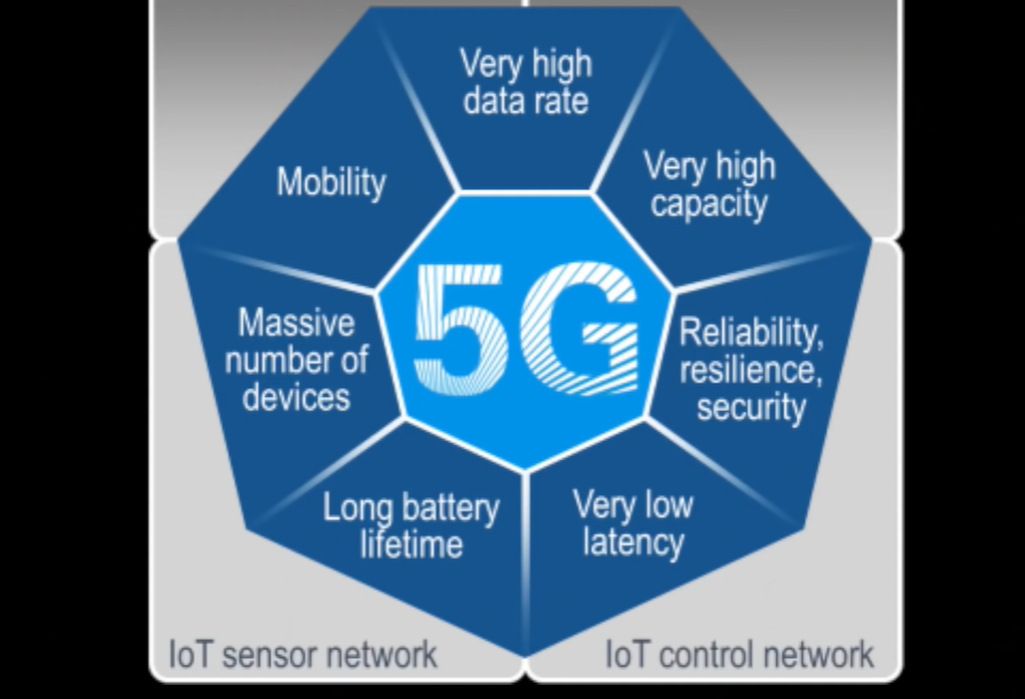 Very high
data rate
Mobility
Very high
capacity
5G
Massive
number of
devices
Reliability,
resilience,
security
Long battery
lifetime
Very low
latency
IoT sensor network
IoT control network